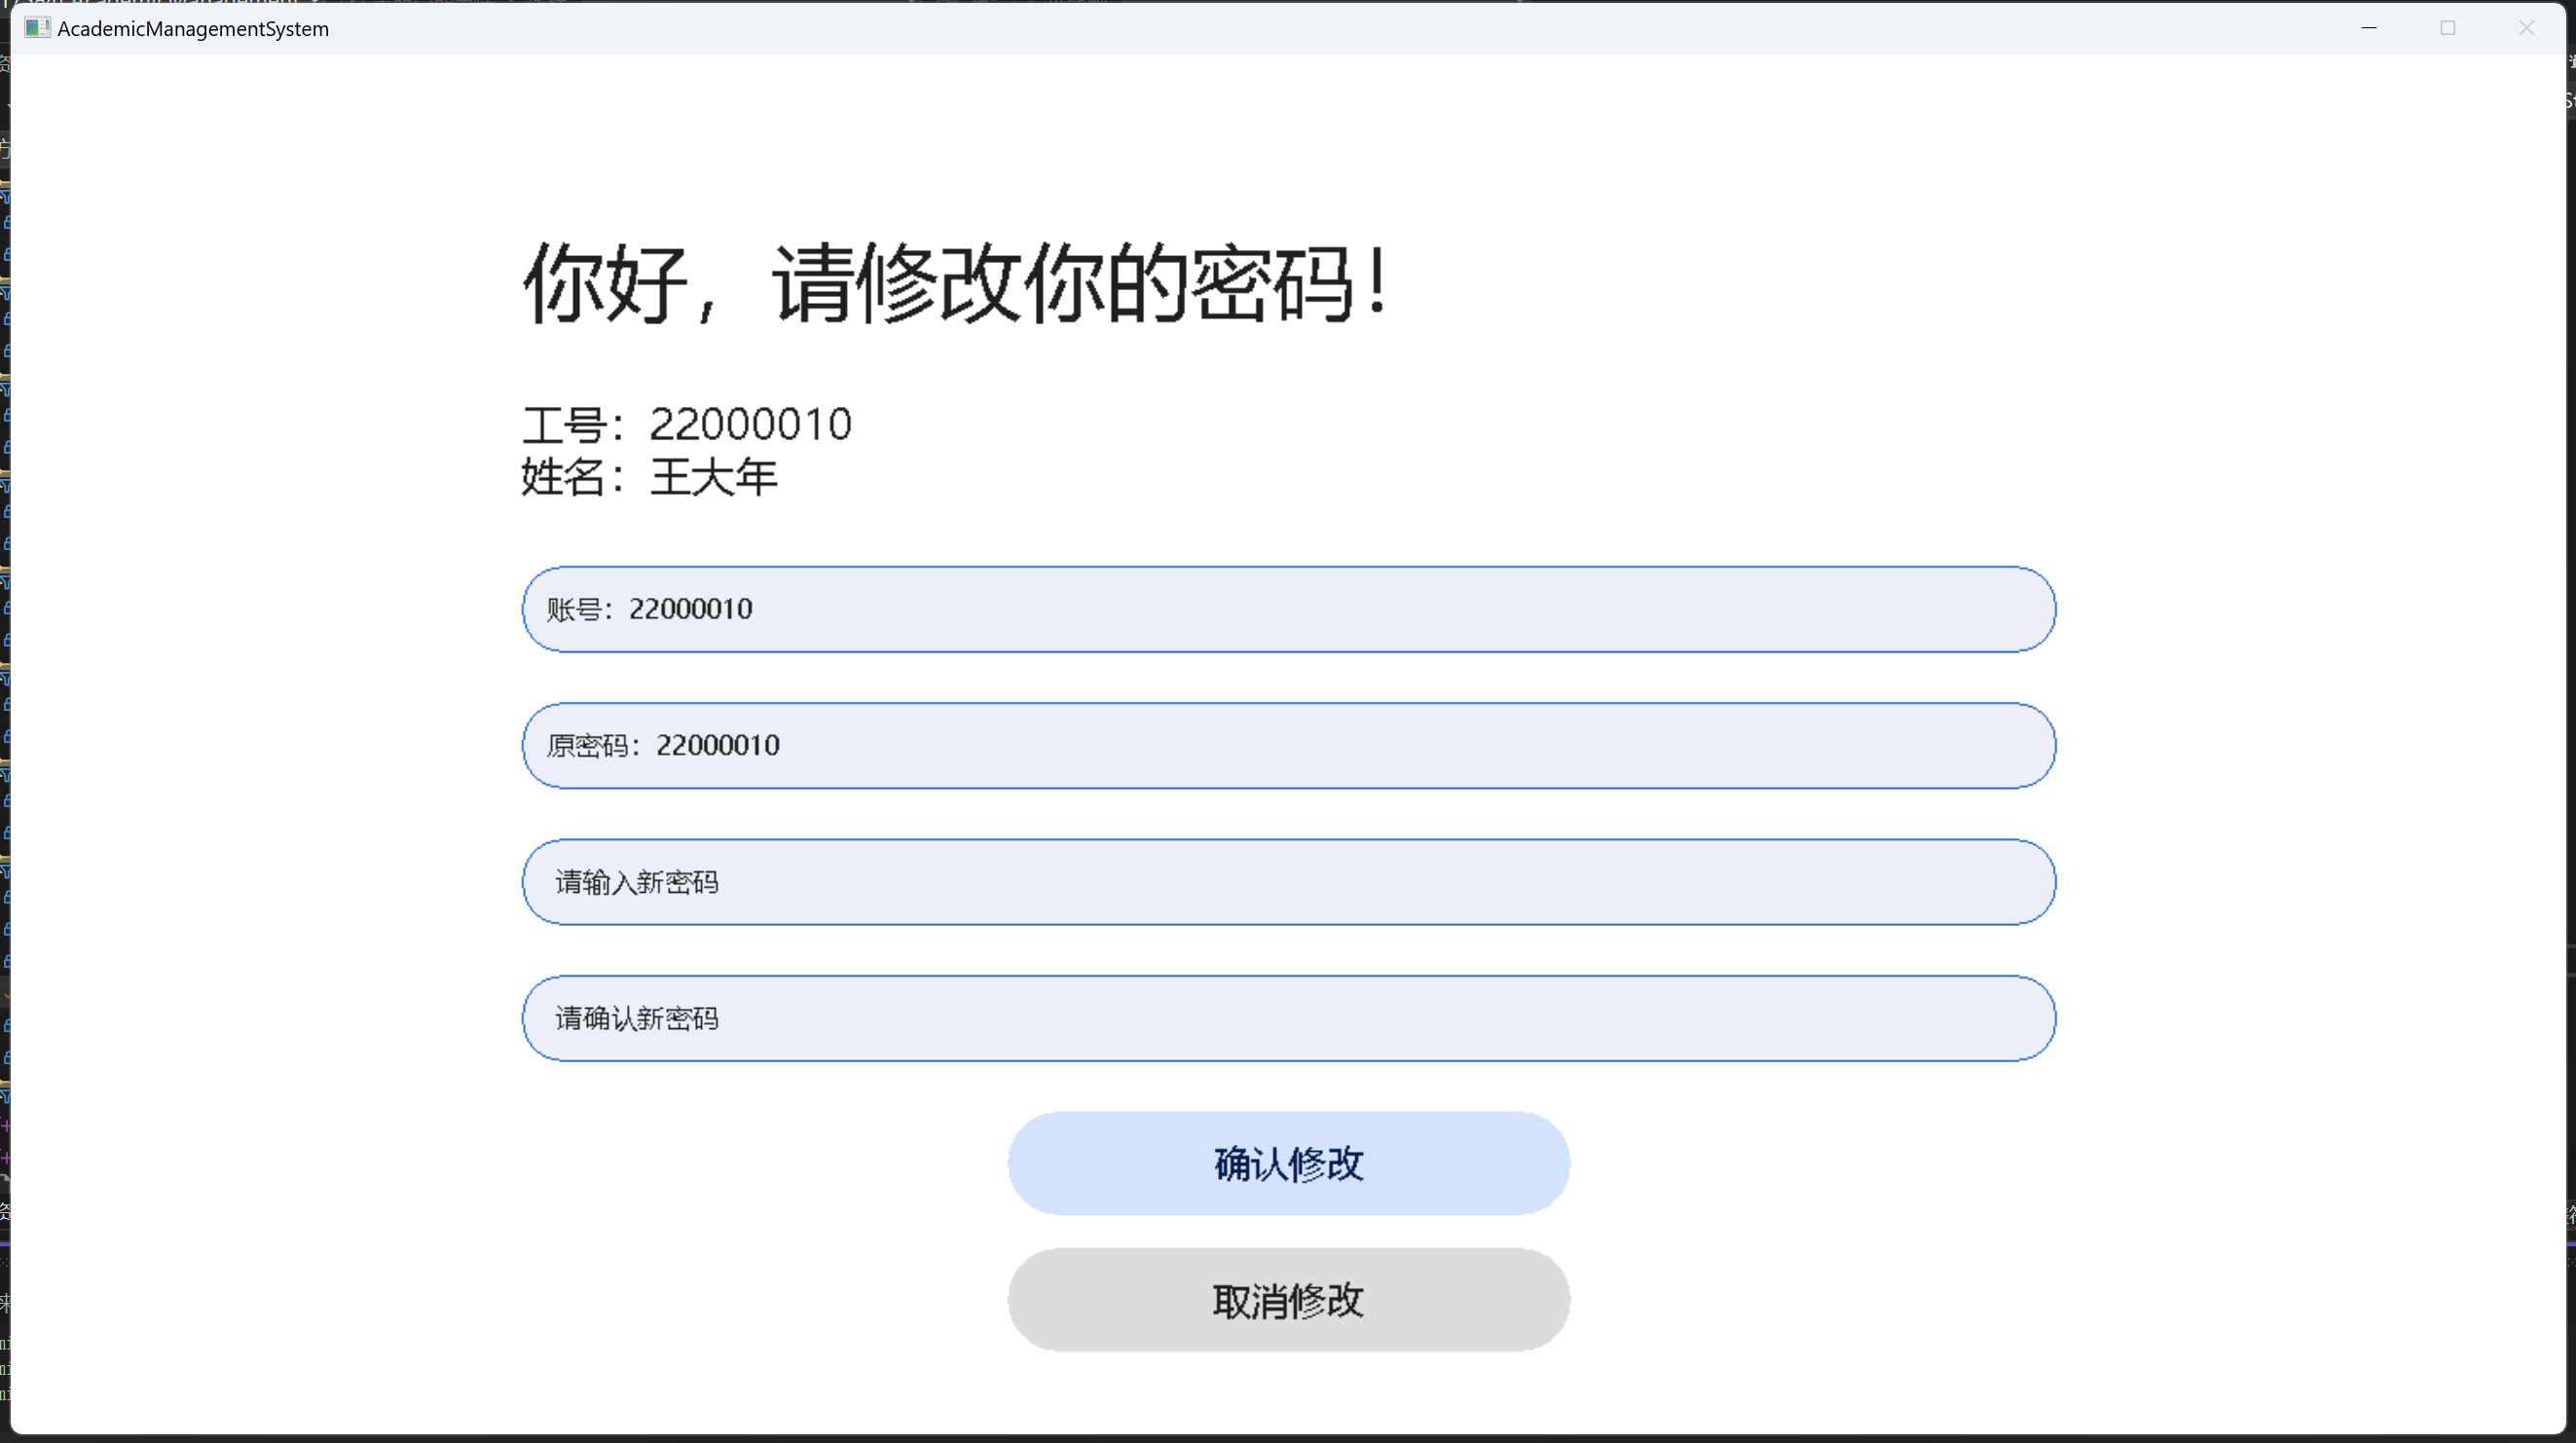 AcademicManagementSystem
你好，请修改你的密码！
工号：22000010
姓名：王大年
账号：22000010
原密码：22000010
请输入新密码
请确认新密码
确认修改
取消修改